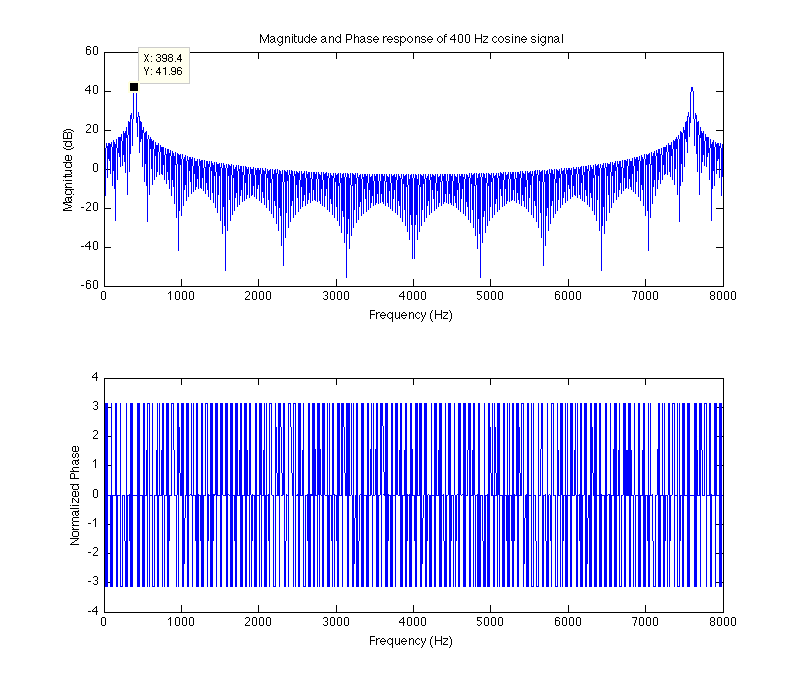 Magnitude and Phase response of 400 Hz cosine signal
X: 398.4
Y: 41.96
60
40
20
0
-20
-40
-60
Magnitude (dB)
0 1000 2000 3000 4000 5000 6000 7000 8000
Frequency (Hz)
4
3
2
1
0
-1
-2
-3
-4
Normalized Phase
0 1000 2000 3000 4000 5000 6000 7000 8000
Frequency (Hz)